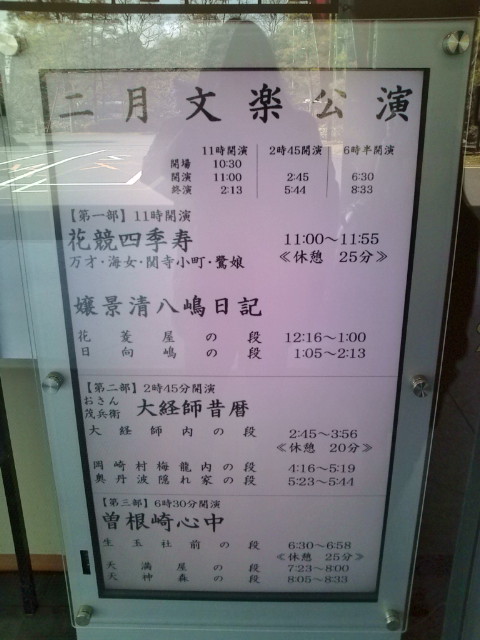 二月文楽公演
11時開演 2時45開演 6時半開演
開場 10:30
開演 11:00 2:45 6:30
終演 2:13 5:44 8:33
【第一部】11時開演
花競四季寿 11:00～11:55
万才・海女・関寺小町・鷺娘 ≪休憩 25分≫
嬢景清八嶋日記
花菱屋の段 12:16～1:00
日向嶋の段 1:05～2:13
【第二部】2時45分開演
おさん
茂兵衛 大経師昔暦
大経師内の段 2:45～3:56
≪休憩 20分≫
岡崎村梅龍内の段 4:16～5:19
奥丹波隠れ家の段 5:23～5:44
【第三部】6時30分開演
曽根崎心中
生玉社前の段 6:30～6:58
≪休憩 25分≫
天満屋の段 7:23～8:00
天神森の段 8:05～8:33